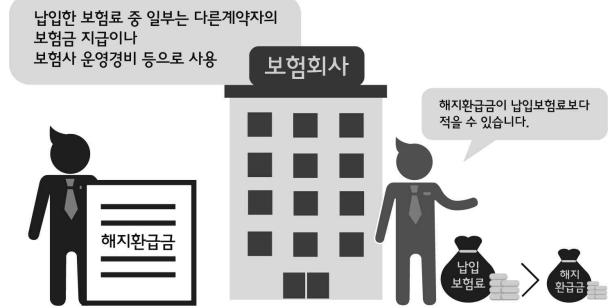 납입한 보험료 중 일부는 다른계약자의
보험금 지급이나
보험사 운영경비 등으로 사용
보험회사
해지환급금이 납입보험료보다
적을 수 있습니다.
해지환급금
납입
보험료
>
해지
환급금